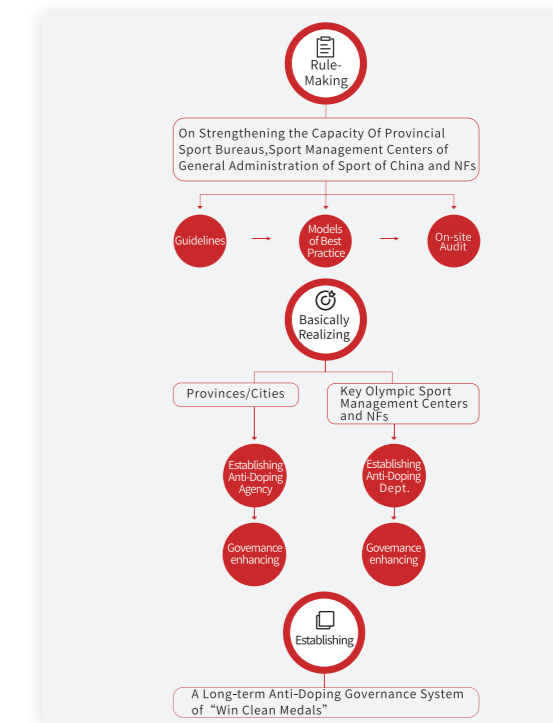 Rule-
Making
On Strengthening the Capacity Of Provincial
Sport Bureaus,Sport Management Centers of
General Administration of Sport of China and NFs
Guidelines
Models
of Best
Practice
On-site
Audit
Basically
Realizing
Provinces/Cities
Key Olympic Sport
Management Centers
and NFs
Establishing
Anti-Doping
Agency
Establishing
Anti-Doping
Dept.
Governance
enhancing
Governance
enhancing
Establishing
A Long-term Anti-Doping Governance System
of “Win Clean Medals”